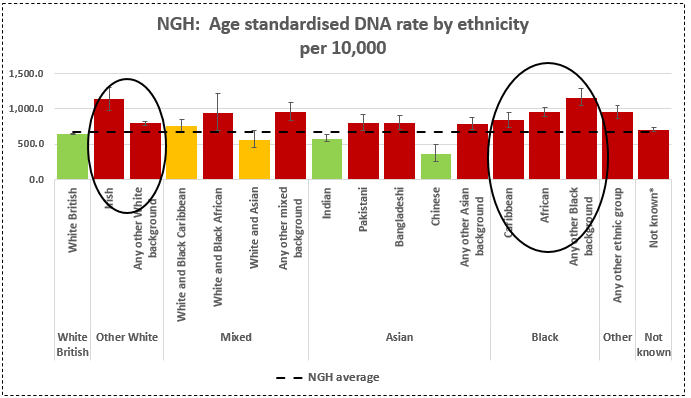 NGH: Age standardised DNA rate by ethnicity
per 10,000
1,500.0
1,000.0
500.0
0.0
White British
Irish
Any other White
background
White and Black Caribbean
White and Black African
White and Asian
Any other mixed
background
Indian
Pakistani
Bangladeshi
Chinese
Any other Asian
background
Caribbean
African
Any other Black
background
Any other ethnic group
Not known*
White
British
Other White
Mixed
Asian
Black
Other
Not
known
NGH average